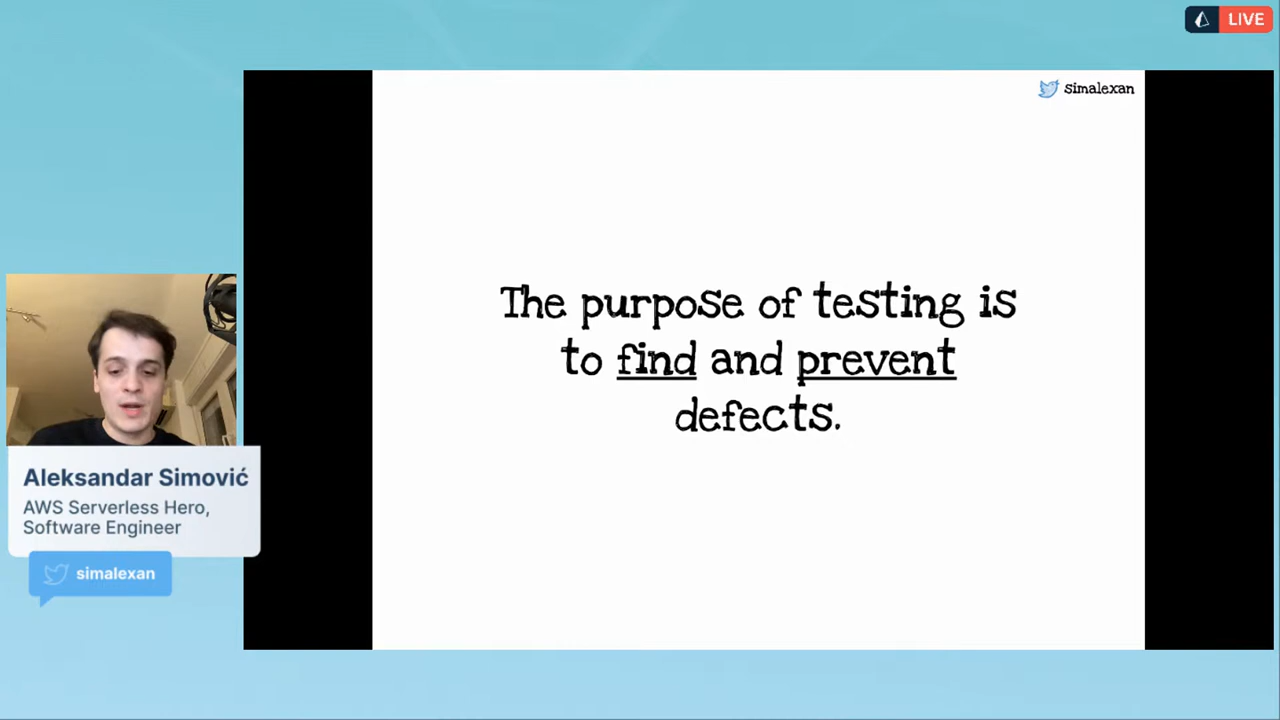 LIVE
simalexan
The purpose of testing is
to find and prevent
defects.
Aleksandar Simović
AWS Serverless Hero,
Software Engineer
simalexan